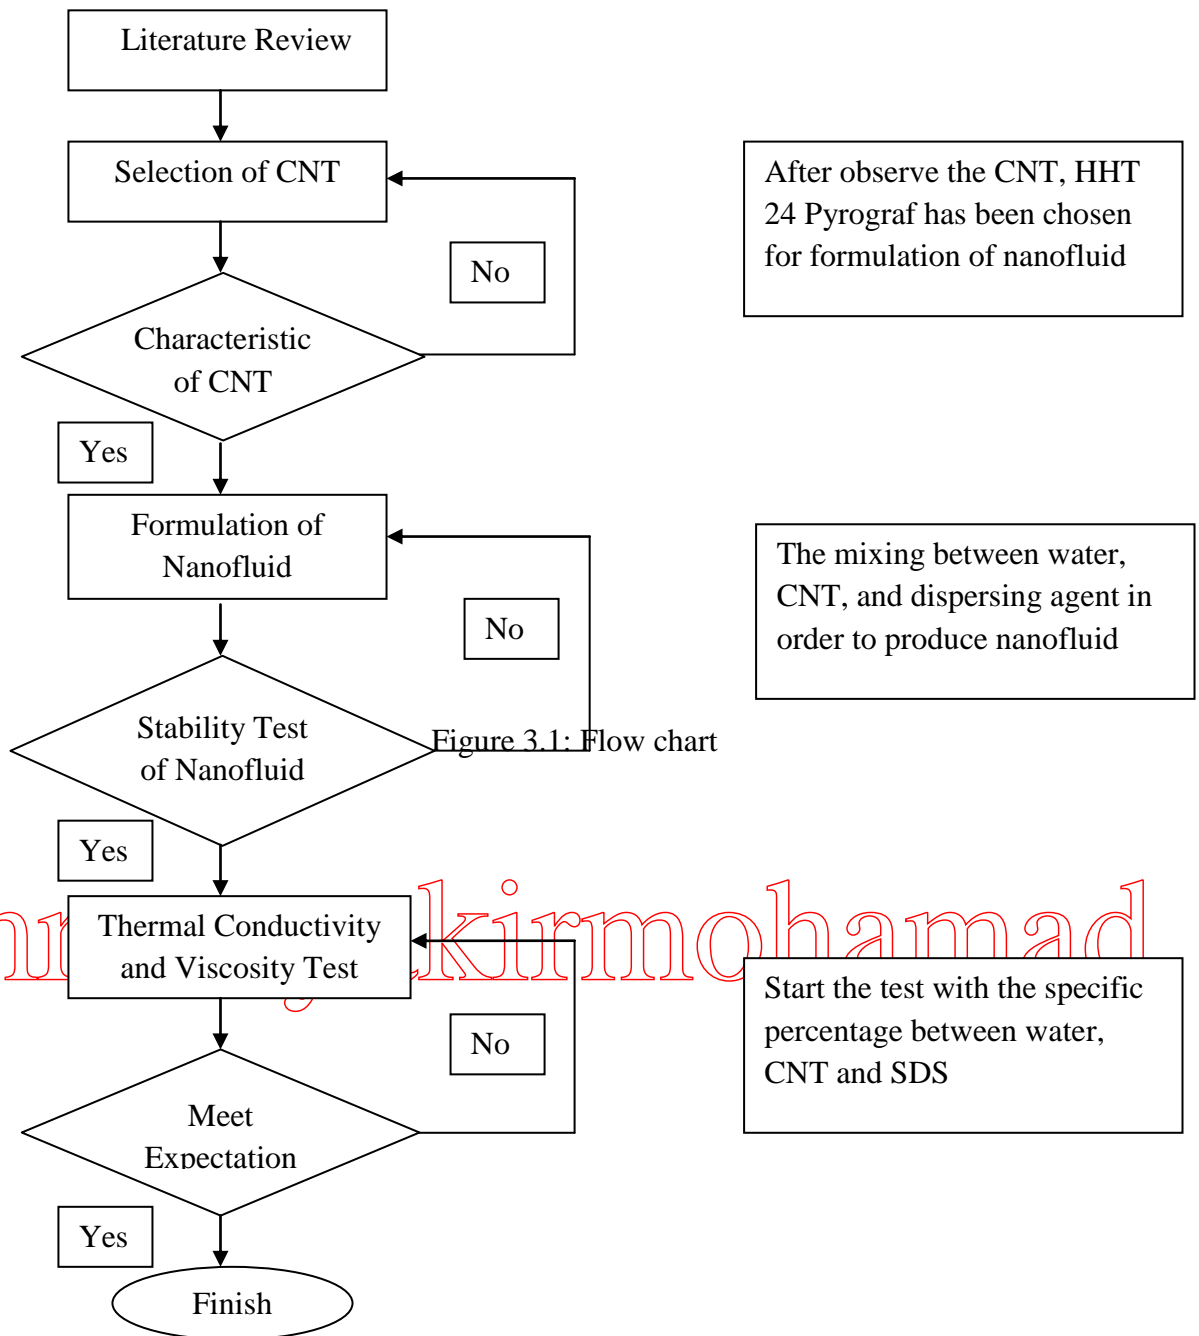 Literature Review
Selection of CNT
After observe the CNT, HHT
24 Pyrograf has been chosen
for formulation of nanofluid
No
Characteristic
of CNT
Yes
Formulation of
Nanofluid
The mixing between water,
CNT, and dispersing agent in
order to produce nanofluid
No
Stability Test
of Nanofluid
Figure 3.1: Flow chart
Yes
Thermal Conductivity
and Viscosity Test
kirmohamad
Start the test with the specific
percentage between water,
CNT and SDS
No
Meet
Expectation
Yes
Finish